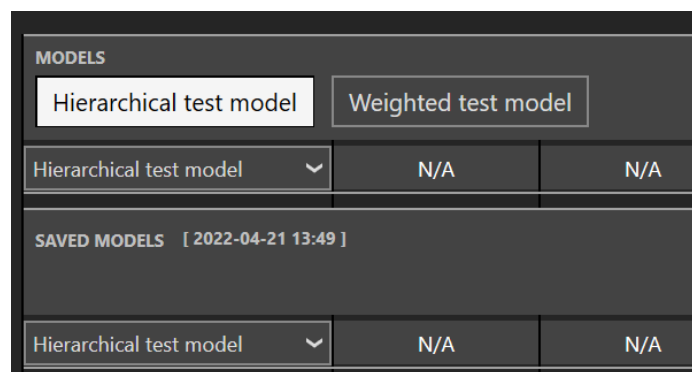 MODELS
Hierarchical test model Weighted test model
Hierarchical test model N/A N/A
SAVED MODELS [ 2022-04-21 13:49 ]
Hierarchical test model N/A N/A